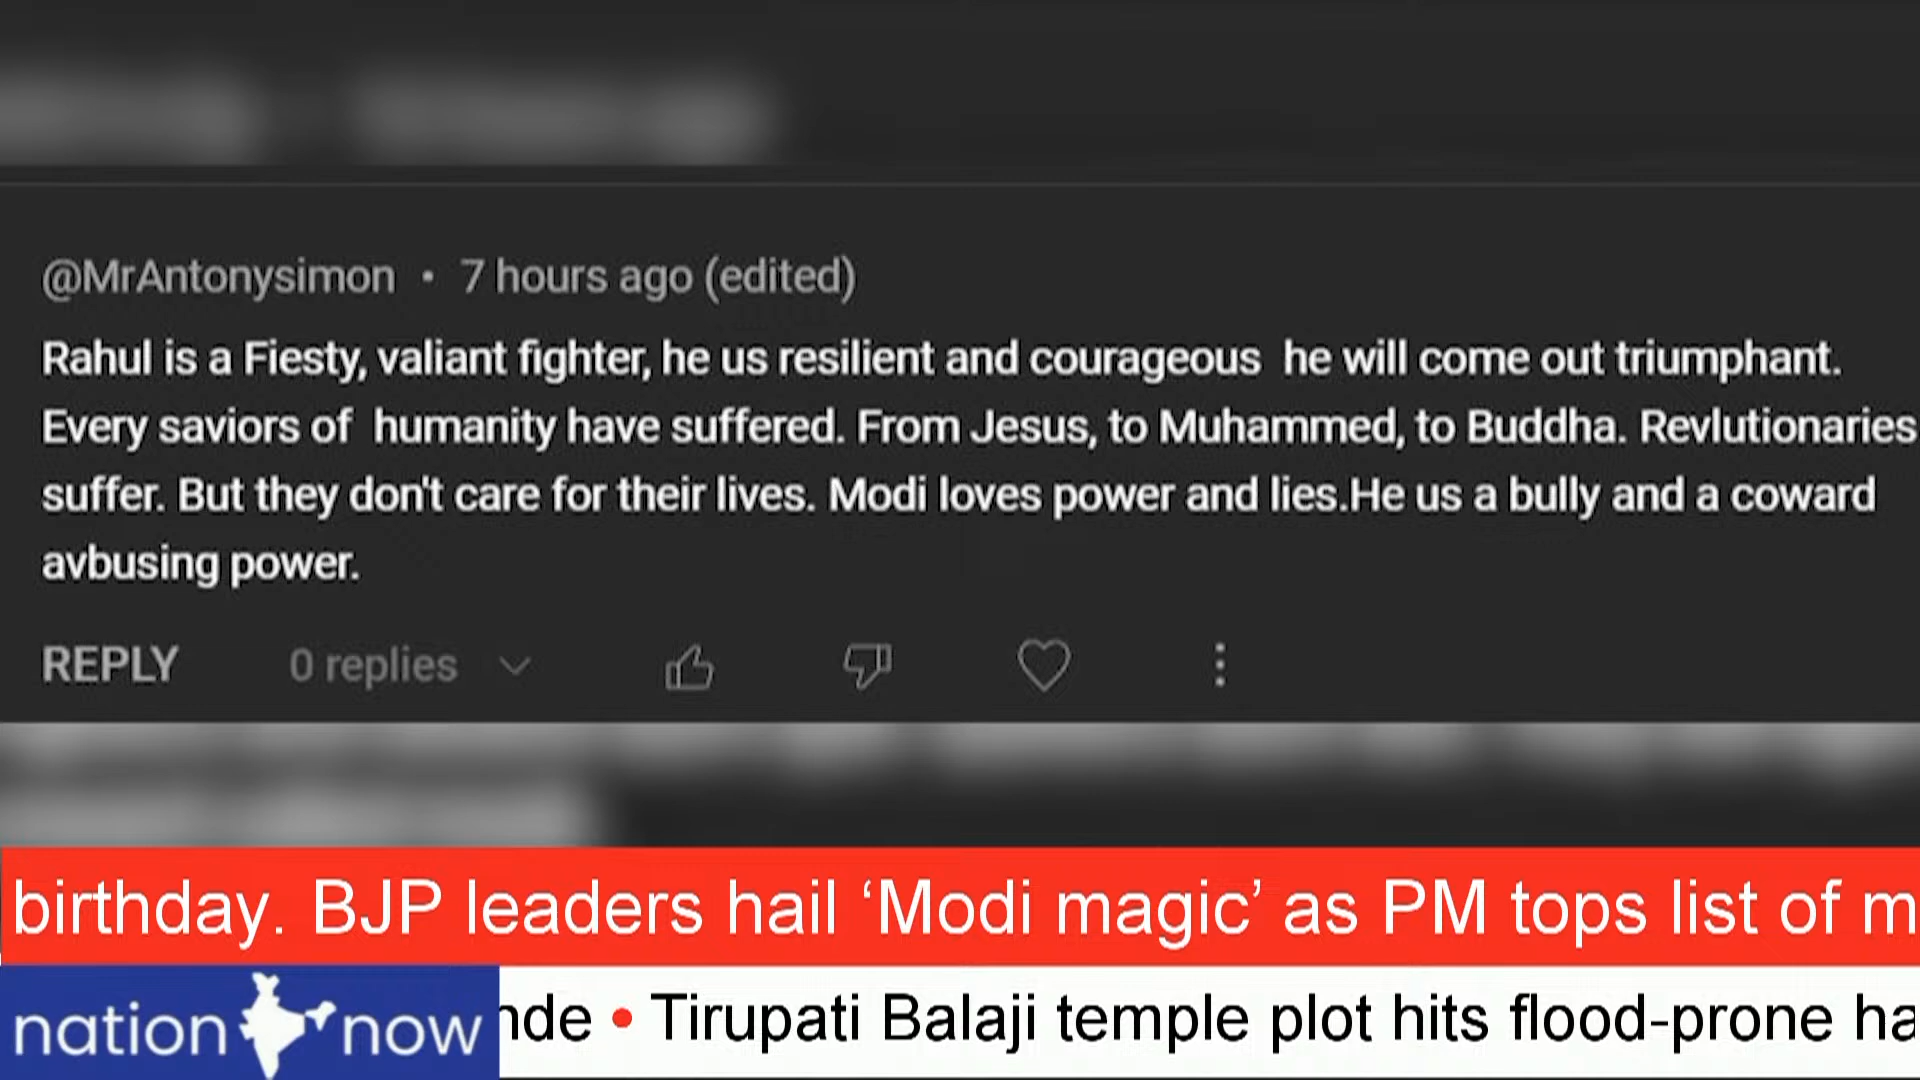 @MrAntonysimon • 7 hours ago (edited)
Rahul is a Fiesty, valiant fighter, he us resilient and courageous he will come out triumphant.
Every saviors of humanity have suffered. From Jesus, to Muhammed, to Buddha. Revlutionaries
suffer. But they don't care for their lives. Modi loves power and lies.He us a bully and a coward
avbusing power.
REPLY 0 replies
birthday. BJP leaders hail ‘Modi magic’ as PM tops list of
nation now
• Tirupati Balaji temple plot hits flood-prone